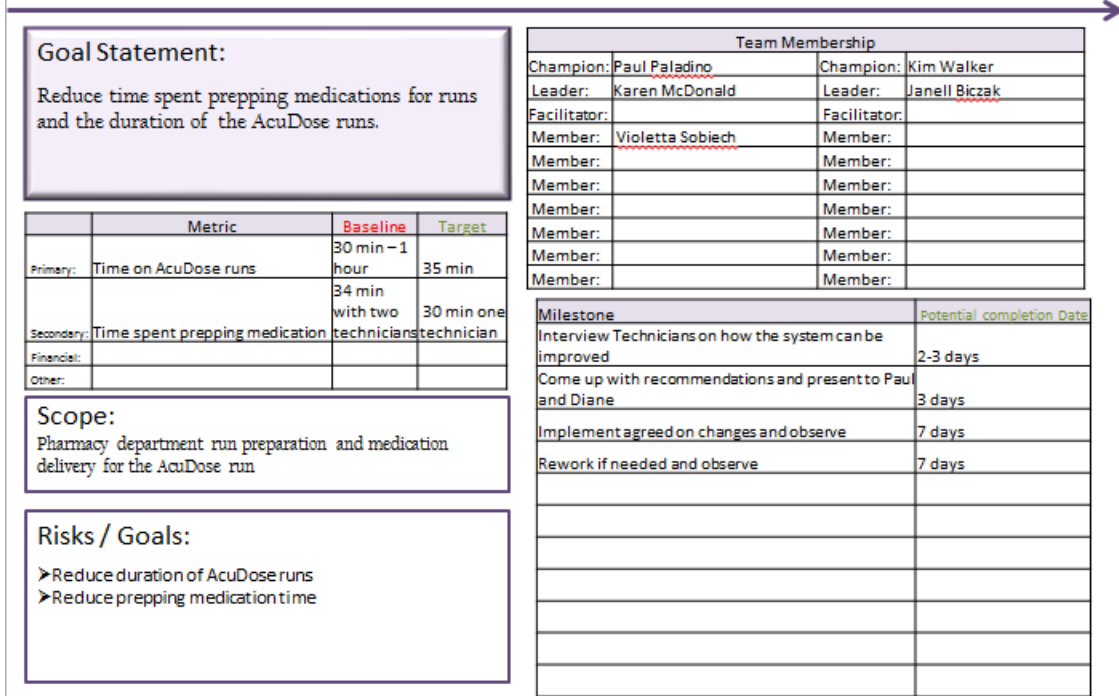 Goal Statement:
Reduce time spent prepping medications for runs
and the duration of the AcuDose runs.
Metric Baseline Target
Primary: Time on AcuDose runs 30 min – 1 hour 35 min
Secondary: Time spent prepping medication 34 min with two technicians 30 min one technician
Financial:
Other:
Scope:
Pharmacy department run preparation and medication
delivery for the AcuDose run
Risks / Goals:
➤Reduce duration of AcuDose runs
➤Reduce prepping medication time
Team Membership
Champion: Paul Paladino Champion: Kim Walker
Leader: Karen McDonald Leader: Janell Biczak
Facilitator: Facilitator:
Member: Violetta Sobiech Member:
Member: Member:
Member: Member:
Member: Member:
Member: Member:
Member: Member:
Member: Member:
Milestone Potential completion Date
Interview Technicians on how the system can be
improved 2-3 days
Come up with recommendations and present to Paul
and Diane 3 days
Implement agreed on changes and observe 7 days
Rework if needed and observe 7 days